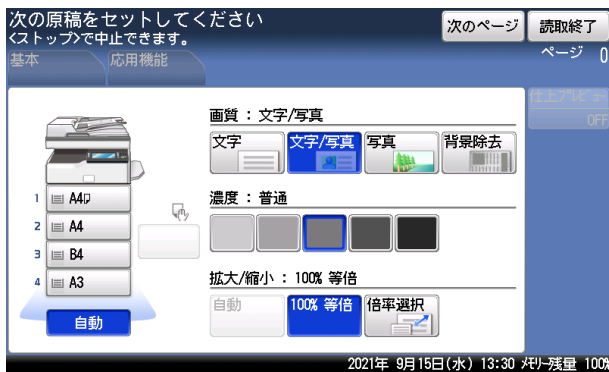 次の原稿をセットしてください
<ストップ>で中止できます。
次のページ
読取終了
ページ 0
基本
応用機能
仕上プレビュー
OFF
画質 : 文字/写真
文字
文字/写真
写真
背景除去
濃度 : 普通
1 A4
2 A4
3 B4
4 A3
自動
拡大/縮小 : 100% 等倍
自動
100% 等倍
倍率選択
2021年 9月15日(水) 13:30 メモリー残量 100%